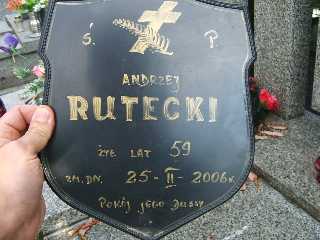 Ś. P
ANDRZEJ
RUTECKI
ŻYŁ LAT 59
ZM. DN. 25-II-2006R.
POKÓJ JEGO DUSZY